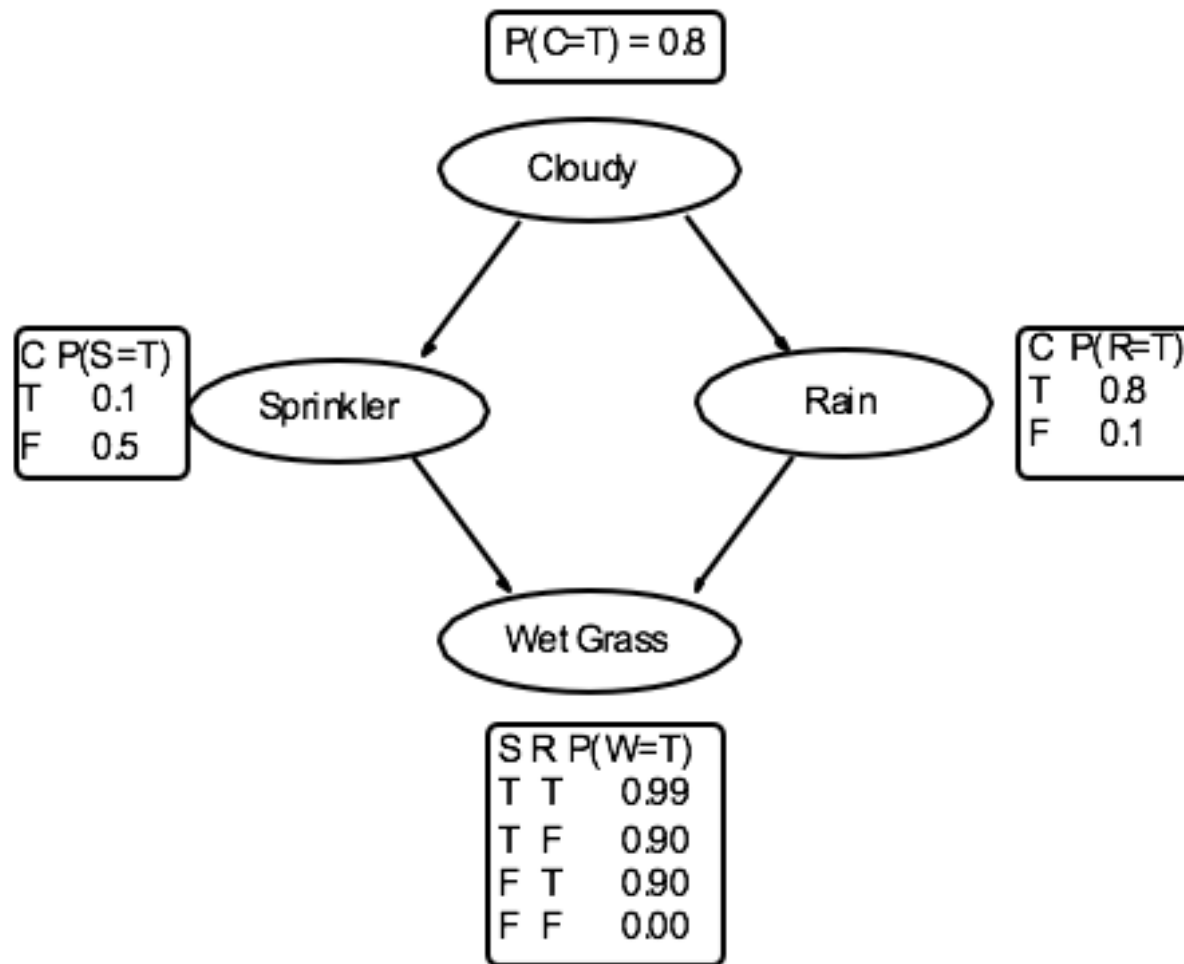 P(C=T) = 0.8
Cloudy
C P(S=T)
T 0.1
F 0.5
Sprinkler
Rain
C P(R=T)
T 0.8
F 0.1
Wet Grass
S R P(W=T)
T T 0.99
T F 0.90
F T 0.90
F F 0.00